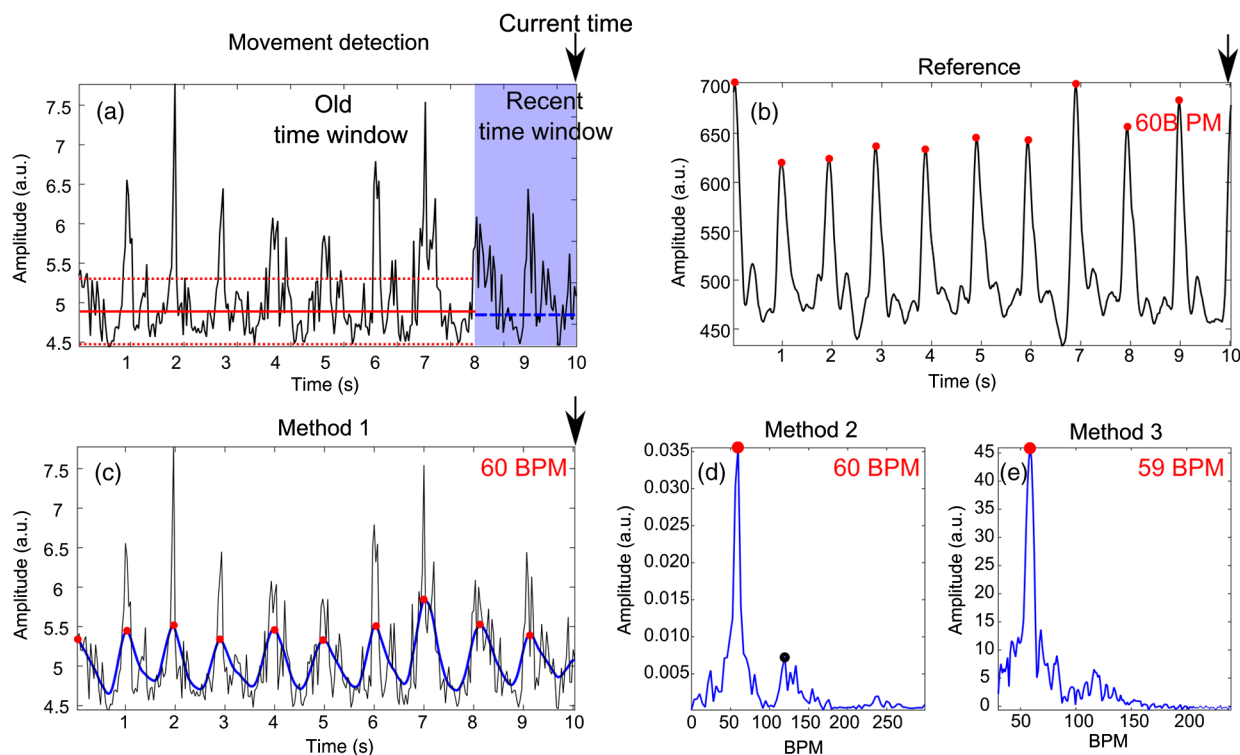 Movement detection
Current time
(a)
Old
time window
Recent
time window
Amplitude (a.u.)
7.5
7
6.5
6
5.5
5
4.5
1 2 3 4 5 6 7 8 9 10
Time (s)
Reference
(b)
60B PM
Amplitude (a.u.)
700
650
600
550
500
450
1 2 3 4 5 6 7 8 9 10
Time (s)
Method 1
(c)
60 BPM
Amplitude (a.u.)
7.5
7
6.5
6
5.5
5
4.5
1 2 3 4 5 6 7 8 9 10
Time (s)
Method 2
(d)
60 BPM
Amplitude (a.u.)
0.035
0.030
0.025
0.020
0.015
0.010
0.005
0 50 100 150 200 250
BPM
Method 3
(e)
59 BPM
Amplitude (a.u.)
45
40
35
30
25
20
15
10
5
0
50 100 150 200
BPM